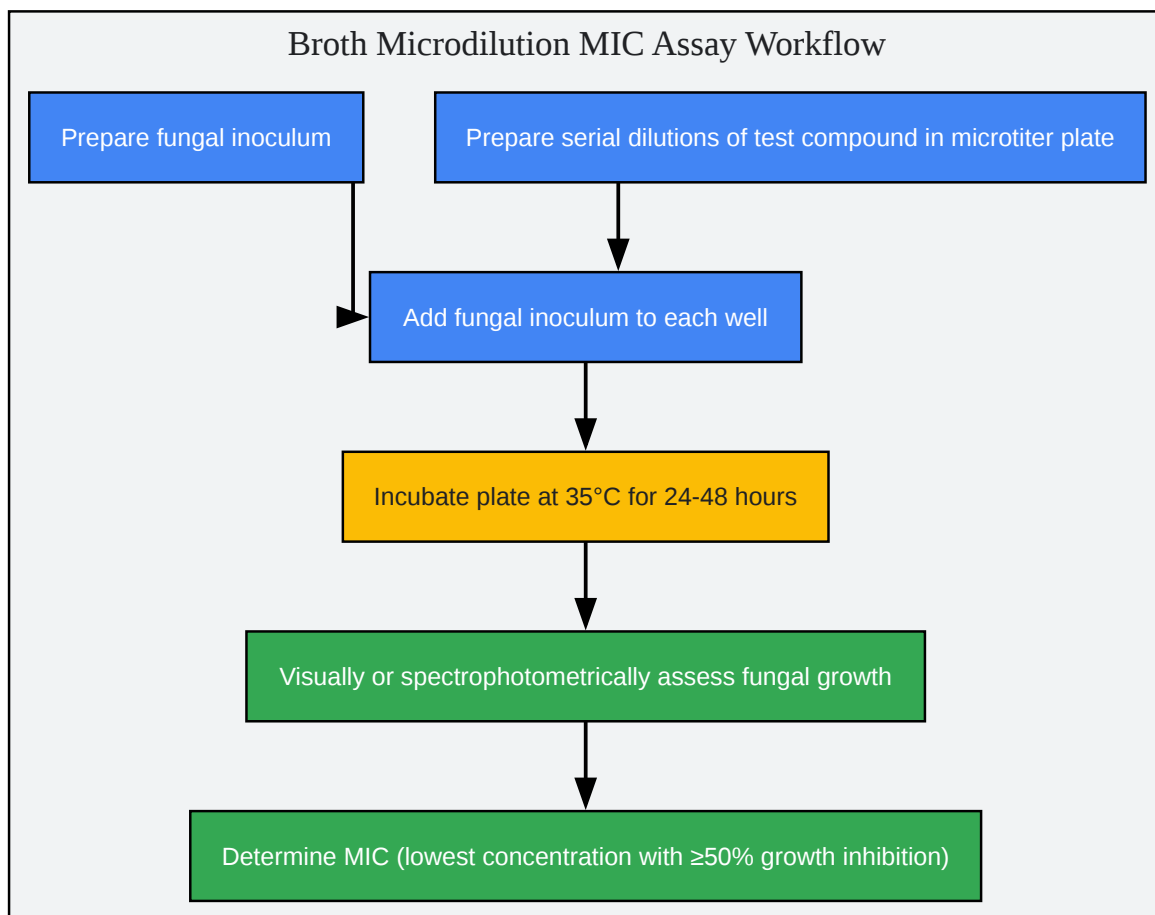 Broth Microdilution MIC Assay Workflow
Prepare fungal inoculum
Prepare serial dilutions of test compound in microtiter plate
Add fungal inoculum to each well
Incubate plate at 35°C for 24-48 hours
Visually or spectrophotometrically assess fungal growth
Determine MIC (lowest concentration with ≥50% growth inhibition)